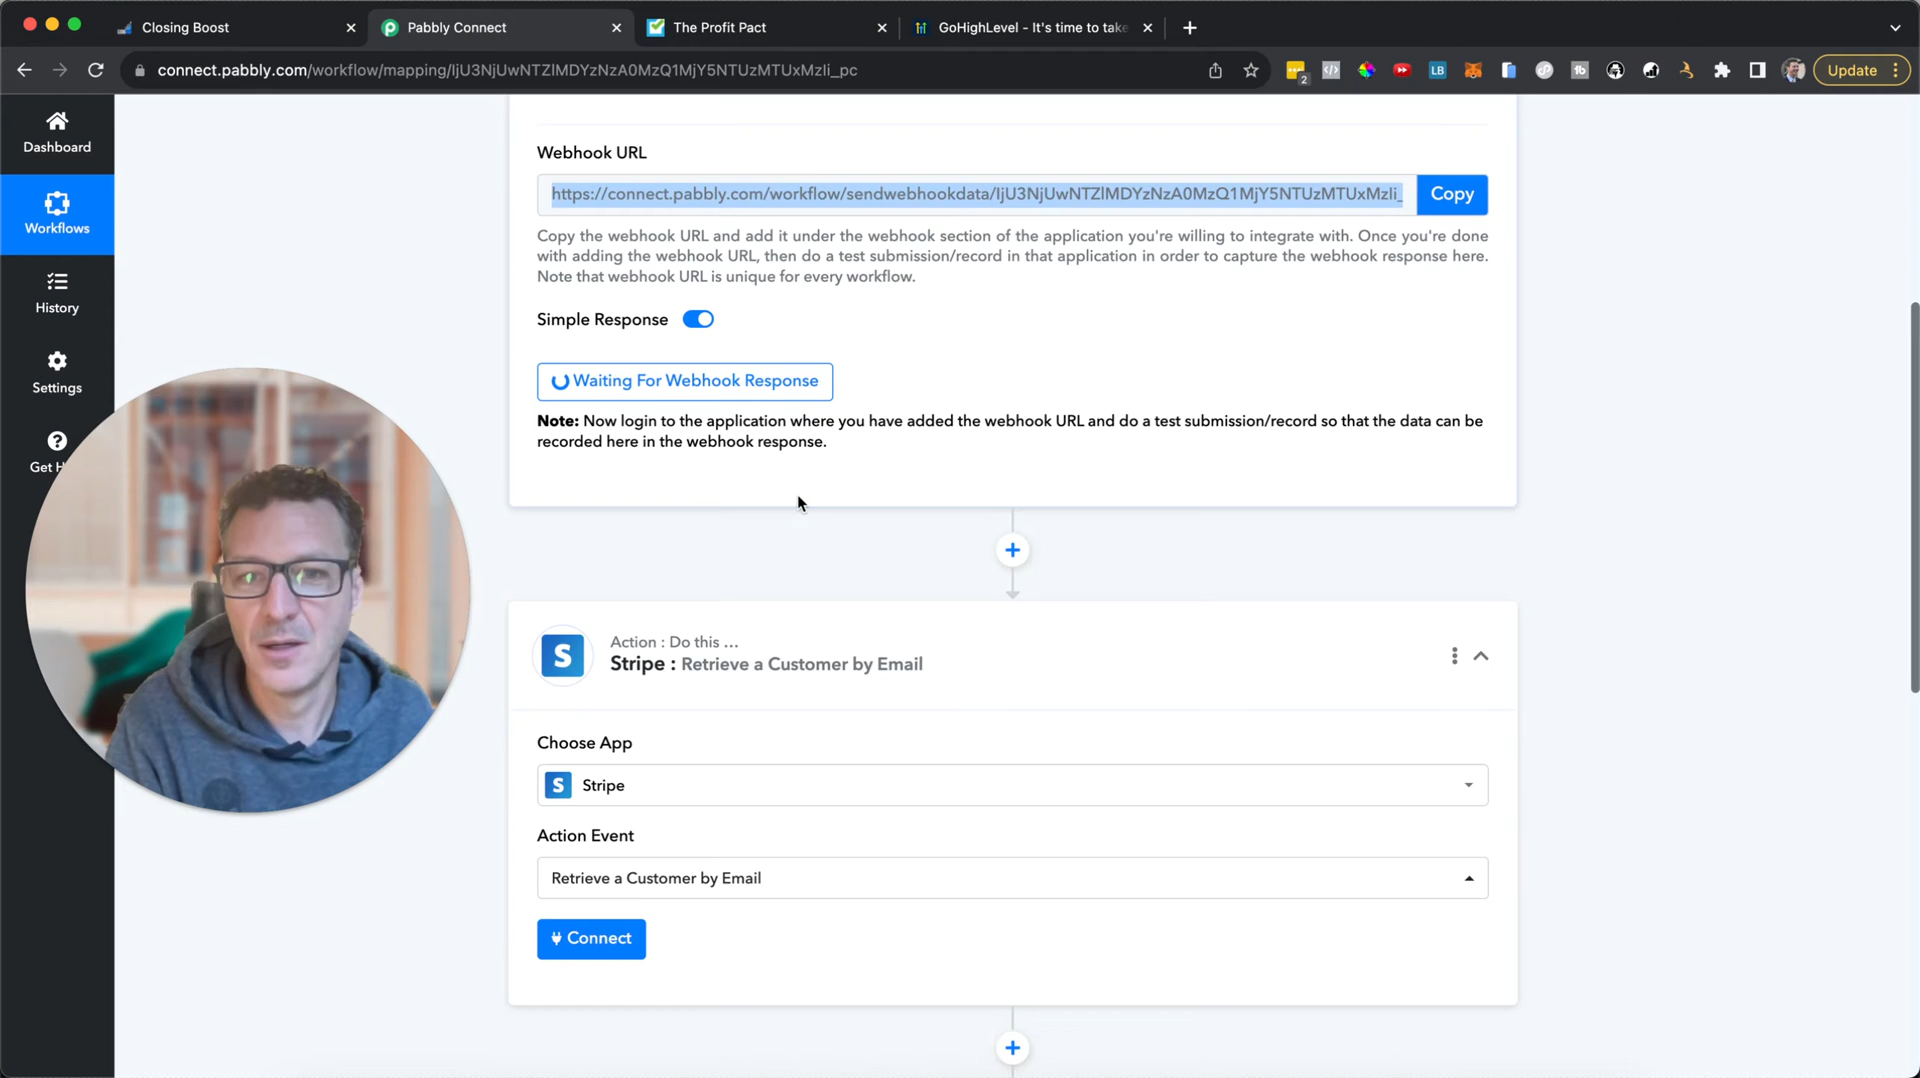 Closing Boost
Pabbly Connect
The Profit Pact
GoHighLevel - It's time to take
connect.pabbly.com/workflow/mapping/IjU3NjUwNTZlMDYzNzA0MzQ1MjY5NTUzMTUxMzIi_pc
2
LB
Update
Dashboard
Workflows
History
Settings
Get H
Webhook URL
https://connect.pabbly.com/workflow/sendwebhookdata/IjU3NjUwNTZlMDYzNzA0MzQ1MjY5NTUzMTUxMzIi_
Copy
Copy the webhook URL and add it under the webhook section of the application you're willing to integrate with. Once you're done
with adding the webhook URL, then do a test submission/record in that application in order to capture the webhook response here.
Note that webhook URL is unique for every workflow.
Simple Response
Waiting For Webhook Response
Note: Now login to the application where you have added the webhook URL and do a test submission/record so that the data can be
recorded here in the webhook response.
S
Action : Do this ...
Stripe : Retrieve a Customer by Email
Choose App
S Stripe
Action Event
Retrieve a Customer by Email
Connect